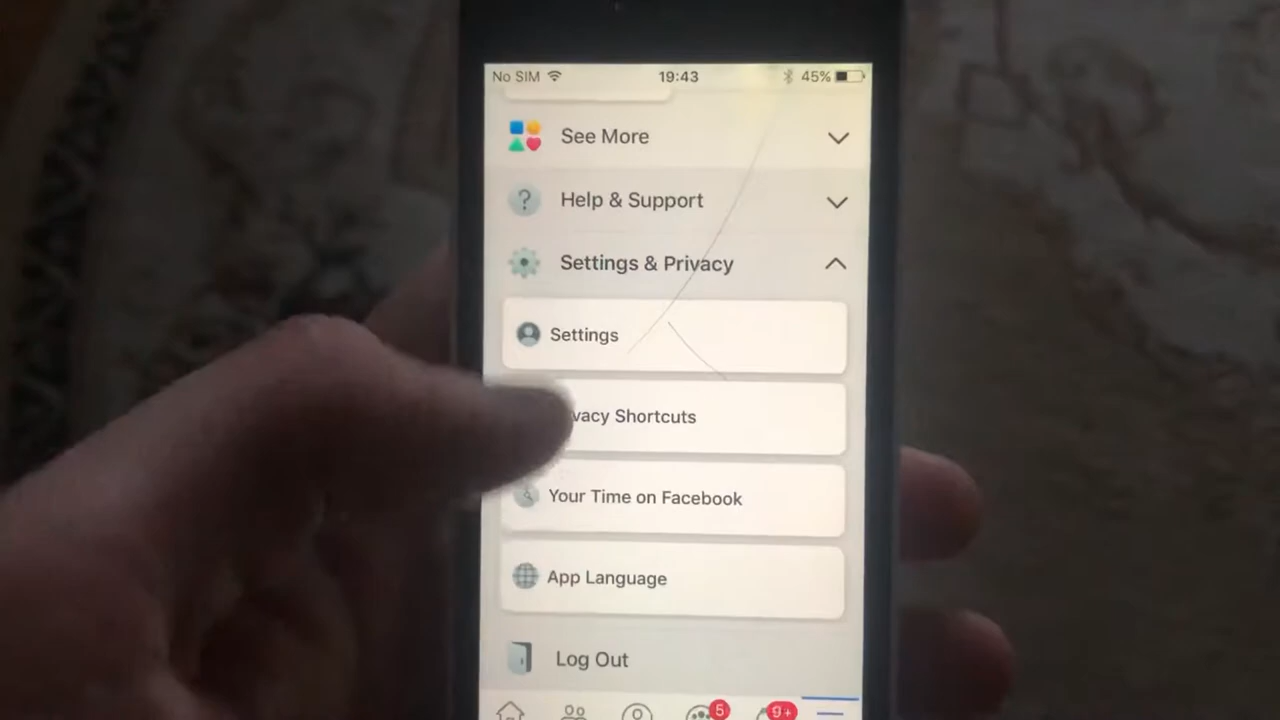 No SIM 19:43 45%
See More
? Help & Support
Settings & Privacy
Settings
vacy Shortcuts
Your Time on Facebook
App Language
Log Out
5 9+